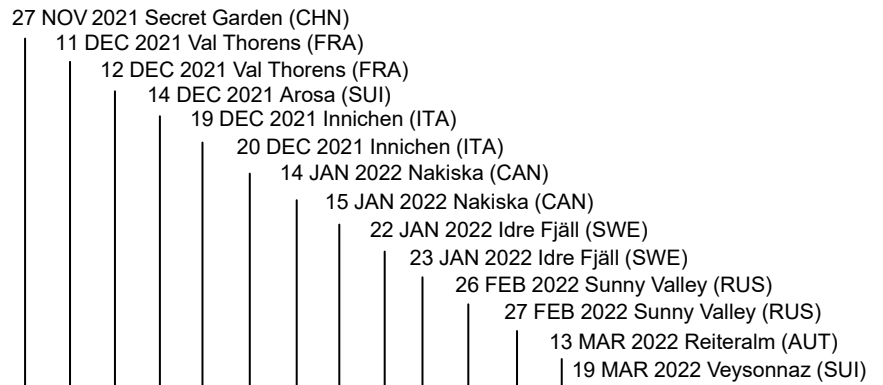 27 NOV 2021 Secret Garden (CHN)
11 DEC 2021 Val Thorens (FRA)
12 DEC 2021 Val Thorens (FRA)
14 DEC 2021 Arosa (SUI)
19 DEC 2021 Innichen (ITA)
20 DEC 2021 Innichen (ITA)
14 JAN 2022 Nakiska (CAN)
15 JAN 2022 Nakiska (CAN)
22 JAN 2022 Idre Fjäll (SWE)
23 JAN 2022 Idre Fjäll (SWE)
26 FEB 2022 Sunny Valley (RUS)
27 FEB 2022 Sunny Valley (RUS)
13 MAR 2022 Reiteralm (AUT)
19 MAR 2022 Veysonnaz (SUI)